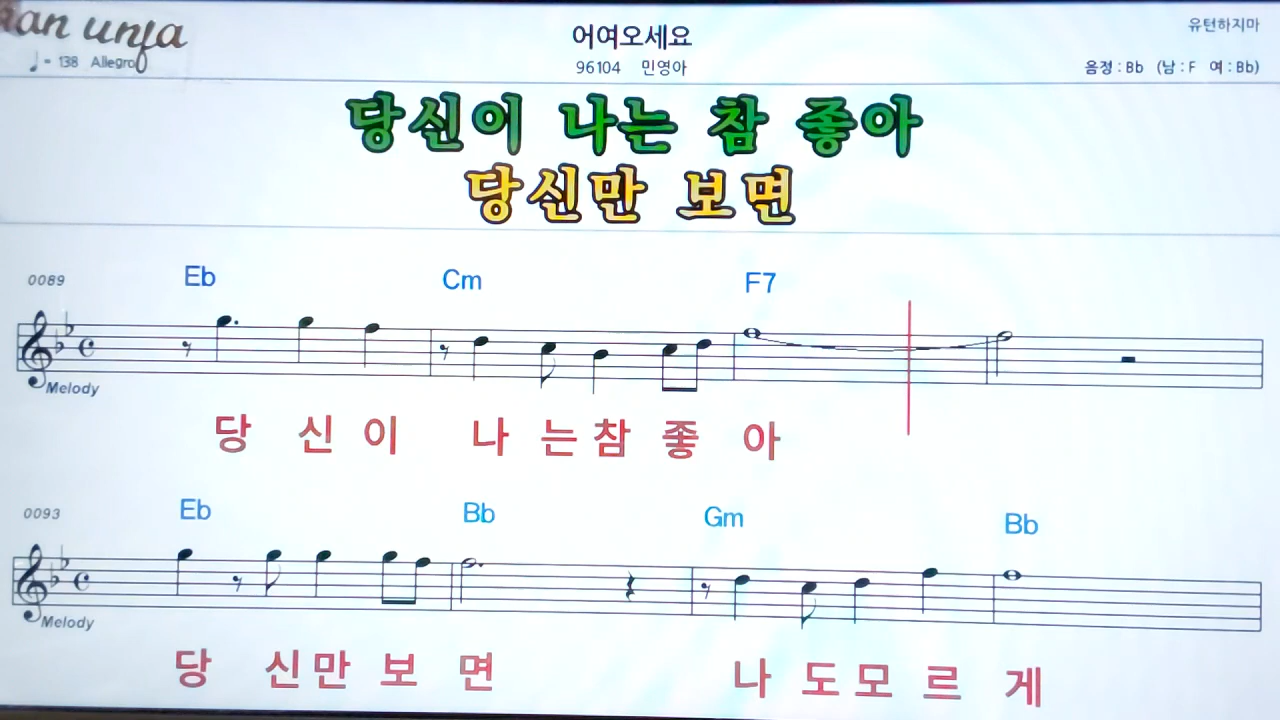 어여오세요
유턴하지마
♩= 138 Allegro
96104 민영아
음정 : Bb (남 : F 여 : Bb)
당신이 나는 참 좋아
당신만 보면
0089 Eb Cm F7
Melody
당 신 이 나 는 참 좋 아
0093 Eb Bb Gm Bb
Melody
당 신 만 보 면 나 도 모 르 게